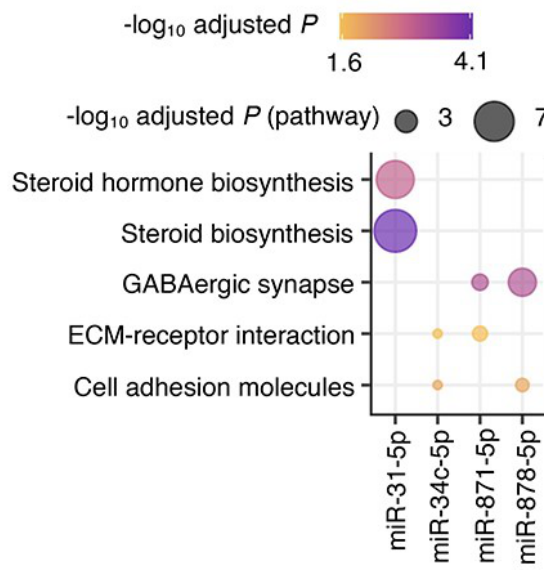 -log₁₀ adjusted P
1.6 4.1
-log₁₀ adjusted P (pathway) 3 7
Steroid hormone biosynthesis
Steroid biosynthesis
GABAergic synapse
ECM-receptor interaction
Cell adhesion molecules
miR-31-5p
miR-34c-5p
miR-871-5p
miR-878-5p